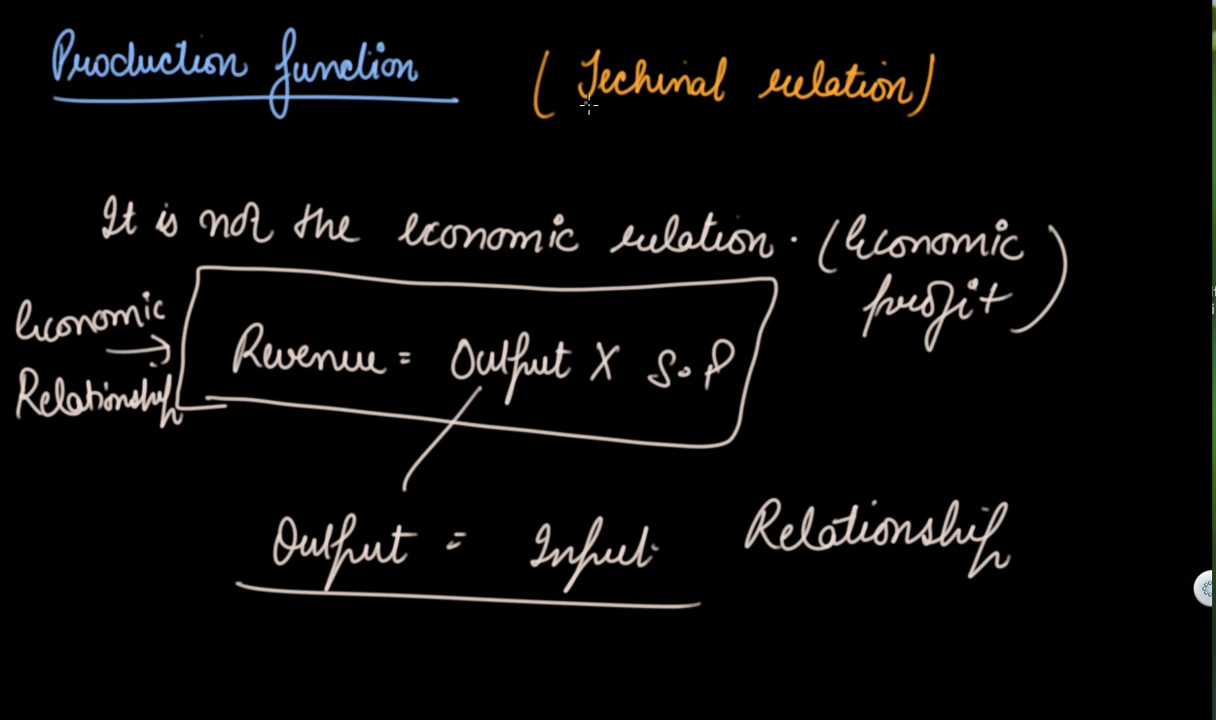 Production function (Techinal relation)
It is not the economic relation. (Economic profit)
Economic
Relationship
Revenue = Output X S.P
Output = Input Relationship